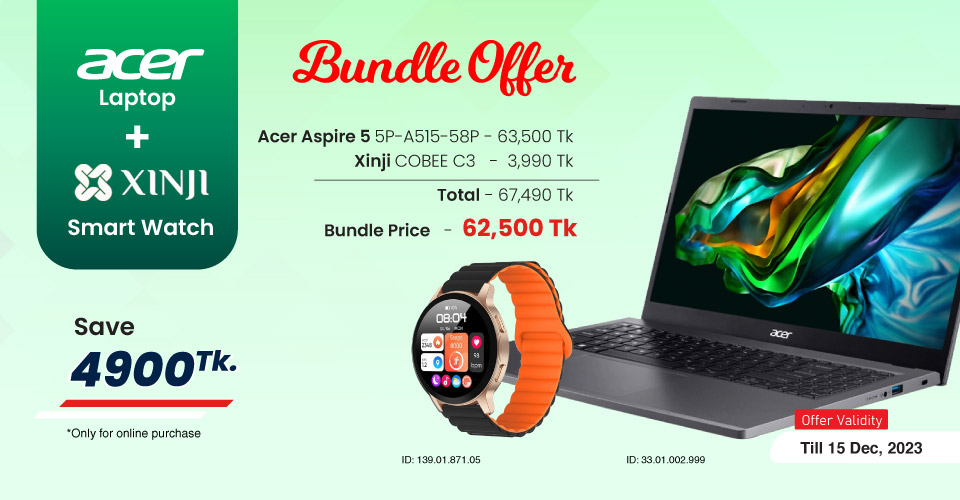 acer
Laptop
+
XINJI
Smart Watch
Bundle Offer
Acer Aspire 5 5P-A515-58P - 63,500 Tk
Xinji COBEE C3 - 3,990 Tk
Total - 67,490 Tk
Bundle Price - 62,500 Tk
Save
4900Tk.
*Only for online purchase
08:04
acer
ID: 139.01.871.05
ID: 33.01.002.999
Offer Validity
Till 15 Dec, 2023